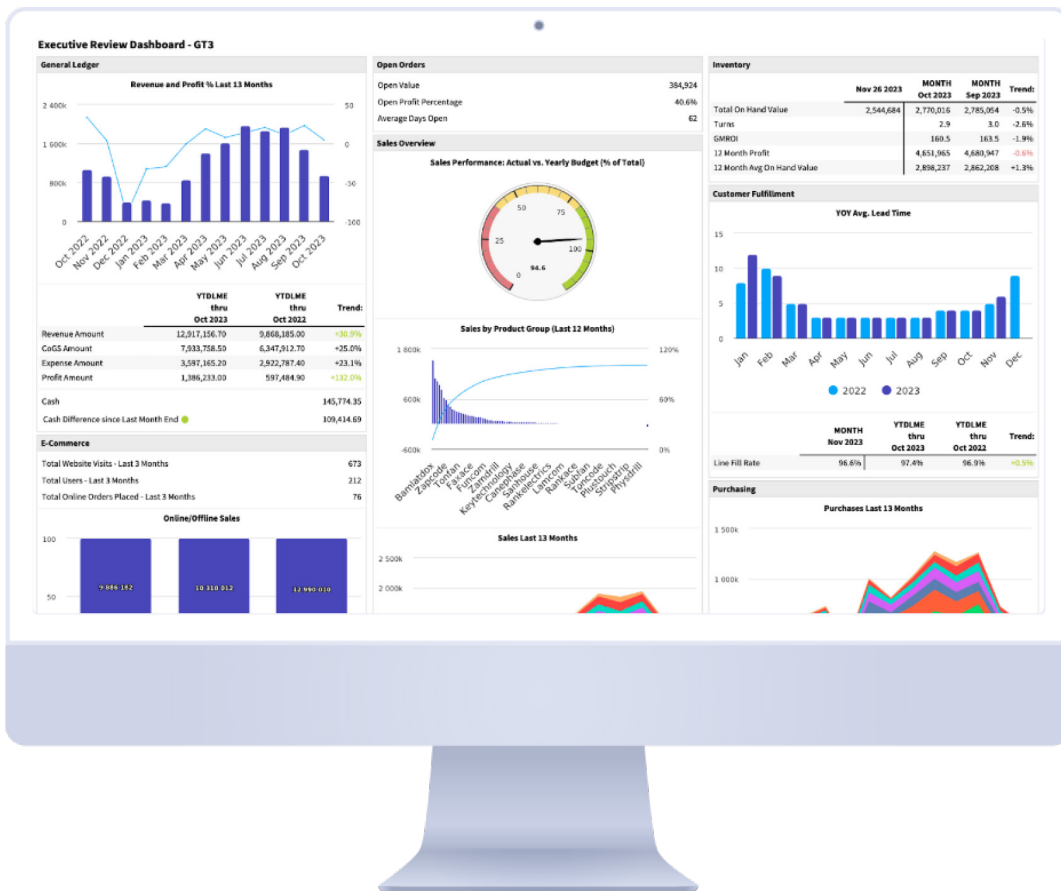 Executive Review Dashboard - GT3
General Ledger
Revenue and Profit % Last 13 Months
2 400k
1 600k
800k
0
50
0
-50
-100
Oct 2022
Nov 2022
Dec 2022
Jan 2023
Feb 2023
Mar 2023
Apr 2023
May 2023
Jun 2023
Jul 2023
Aug 2023
Sep 2023
Oct 2023
YTDLME thru Oct 2023
YTDLME thru Oct 2022
Trend:
Revenue Amount 12,917,156.70 9,868,185.00 +30.9%
CoGS Amount 7,933,758.50 6,347,912.70 +25.0%
Expense Amount 3,597,165.20 2,922,787.40 +23.1%
Profit Amount 1,386,233.00 597,484.90 +132.0%
Cash 145,774.35
Cash Difference since Last Month End 109,414.69
E-Commerce
Total Website Visits - Last 3 Months 673
Total Users - Last 3 Months 212
Total Online Orders Placed - Last 3 Months 76
Online/Offline Sales
100
50
9 886 182
10 310 012
12 990 010
Open Orders
Open Value 384,924
Open Profit Percentage 40.6%
Average Days Open 62
Sales Overview
Sales Performance: Actual vs. Yearly Budget (% of Total)
0
25
50
75
100
94.6
Sales by Product Group (Last 12 Months)
1 800k
600k
-600k
120%
60%
0%
Bamlatdox
Zapcode
Tonfan
Faxace
Funcom
Zamdrill
Keytechnology
Canephase
Sanhouse
Rankelectrics
Lamcom
Rankace
Subfan
Toncode
Plustouch
Stripstrip
Physdrill
Sales Last 13 Months
2 500k
2 000k
Inventory
Nov 26 2023
MONTH Oct 2023
MONTH Sep 2023
Trend:
Total On Hand Value 2,544,684 2,770,016 2,785,054 -0.5%
Turns 2.9 3.0 -2.6%
GMROI 160.5 163.5 -1.9%
12 Month Profit 4,651,965 4,680,947 -0.6%
12 Month Avg On Hand Value 2,898,237 2,862,208 +1.3%
Customer Fulfillment
YOY Avg. Lead Time
15
10
5
0
Jan
Feb
Mar
Apr
May
Jun
Jul
Aug
Sep
Oct
Nov
Dec
2022
2023
MONTH Nov 2023
YTDLME thru Oct 2023
YTDLME thru Oct 2022
Trend:
Line Fill Rate 96.6% 97.4% 96.9% +0.5%
Purchasing
Purchases Last 13 Months
1 500k
1 000k